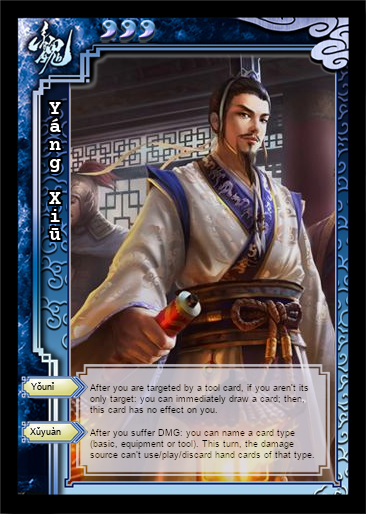 魏
Yáng Xiū
Yǒunǐ
After you are targeted by a tool card, if you aren't its
only target: you can immediately draw a card; then,
this card has no effect on you.
Xǔyuàn
After you suffer DMG: you can name a card type
(basic, equipment or tool). This turn, the damage
source can't use/play/discard hand cards of that type.